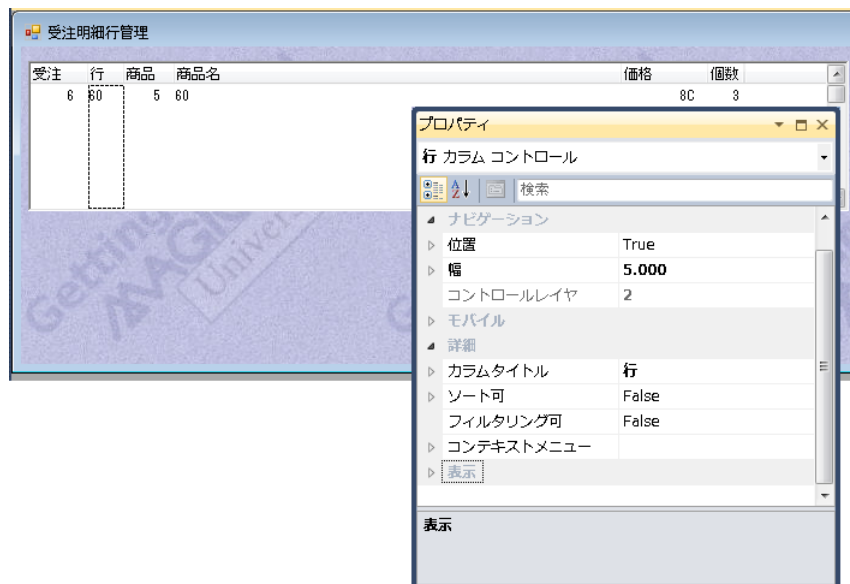 受注明細行管理
受注 行 商品 商品名 価格 個数
6 60 5 60 8C 3
プロパティ
行 カラム コントロール
検索
ナビゲーション
位置 True
幅 5.000
コントロールレイヤ 2
モバイル
詳細
カラムタイトル 行
ソート可 False
フィルタリング可 False
コンテキストメニュー
表示
表示
Getting
MAGIC
Univer